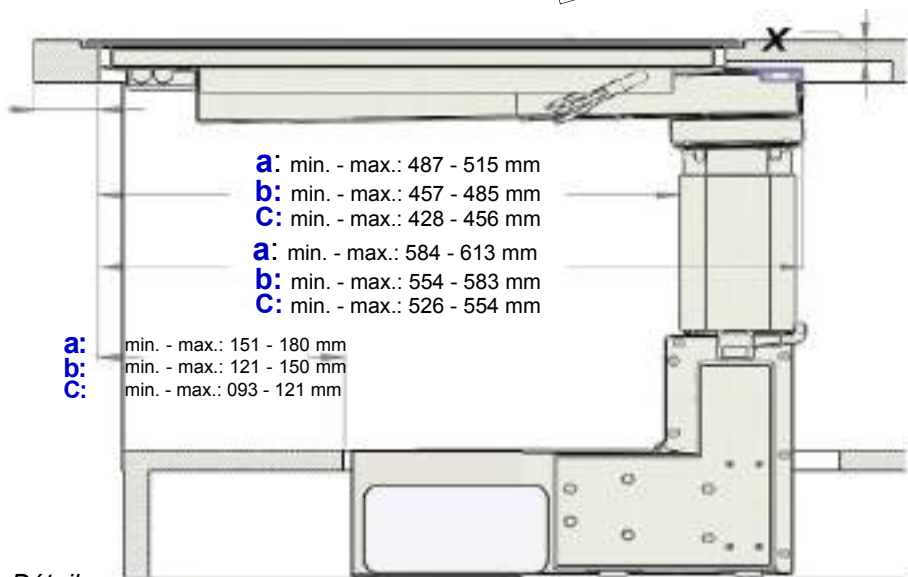 X
a: min. - max.: 487 - 515 mm
b: min. - max.: 457 - 485 mm
C: min. - max.: 428 - 456 mm
a: min. - max.: 584 - 613 mm
b: min. - max.: 554 - 583 mm
C: min. - max.: 526 - 554 mm
a: min. - max.: 151 - 180 mm
b: min. - max.: 121 - 150 mm
C: min. - max.: 093 - 121 mm